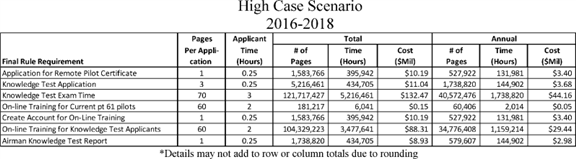 High Case Scenario
2016-2018
Pages Applicant Total Annual
Per Appli- Time # of Time Cost # of Time Cost
Final Rule Requirement cation (Hours) Pages (Hours) ($Mil) Pages (Hours) ($Mil)
Application for Remote Pilot Certificate 1 0.25 1,583,766 395,942 $10.19 527,922 131,981 $3.40
Knowledge Test Application 3 0.25 5,216,461 434,705 $11.04 1,738,820 144,902 $3.68
Knowledge Test Exam Time 70 3 121,717,427 5,216,461 $132.47 40,572,476 1,738,820 $44.16
On-line Training for Current pt 61 pilots 60 2 181,217 6,041 $0.15 60,406 2,014 $0.05
Create Account for On-Line Training 1 0.25 1,583,766 395,942 $10.19 527,922 131,981 $3.40
On-line Training for Knowledge Test Applicants 60 2 104,329,223 3,477,641 $88.31 34,776,408 1,159,214 $29.44
Airman Knowledge Test Report 1 0.25 1,738,820 434,705 $8.93 579,607 144,902 $2.98
*Details may not add to row or column totals due to rounding